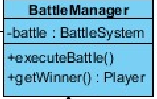 BattleManager
-battle : BattleSystem
+executeBattle()
+getWinner() : Player